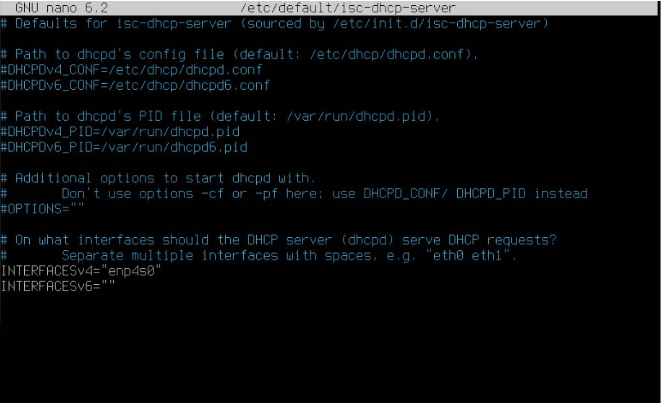 GNU nano 6.2 /etc/default/isc-dhcp-server
# Defaults for isc-dhcp-server (sourced by /etc/init.d/isc-dhcp-server)
# Path to dhcpd's config file (default: /etc/dhcp/dhcpd.conf).
#DHCPDv4_CONF=/etc/dhcp/dhcpd.conf
#DHCPDv6_CONF=/etc/dhcp/dhcpd6.conf
# Path to dhcpd's PID file (default: /var/run/dhcpd.pid).
#DHCPDv4_PID=/var/run/dhcpd.pid
#DHCPDv6_PID=/var/run/dhcpd6.pid
# Additional options to start dhcpd with.
#       Don't use options -cf or -pf here; use DHCPD_CONF/ DHCPD_PID instead
#OPTIONS=""
# On what interfaces should the DHCP server (dhcpd) serve DHCP requests?
#       Separate multiple interfaces with spaces, e.g. "eth0 eth1".
INTERFACESv4="enp4s0"
INTERFACESv6=""